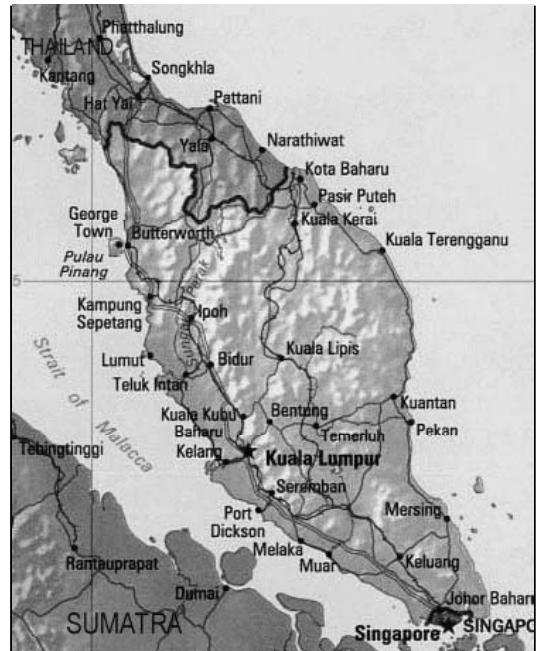 Phatthalung
THAILAND
Kantang
Songkhla
Hat Yai
Pattani
Yala
Narathiwat
Kota Baharu
Pasir Puteh
Kuala Kerai
George
Town
Butterworth
Kuala Terengganu
Pulau
Pinang
Sungai Perak
5
Kampung
Sepetang
Ipoh
Strait of Malacca
Lumut
Bidur
Kuala Lipis
Teluk Intan
Kuantan
Kuala Kubu
Baharu
Bentung
Temerluh
Pekan
Tebingtinggi
Kelang
Kuala Lumpur
Seremban
Port
Dickson
Mersing
Melaka
Muar
Keluang
Rantauprapat
Dumai
Johor Bahar
SUMATRA
Singapore
SINGAPO